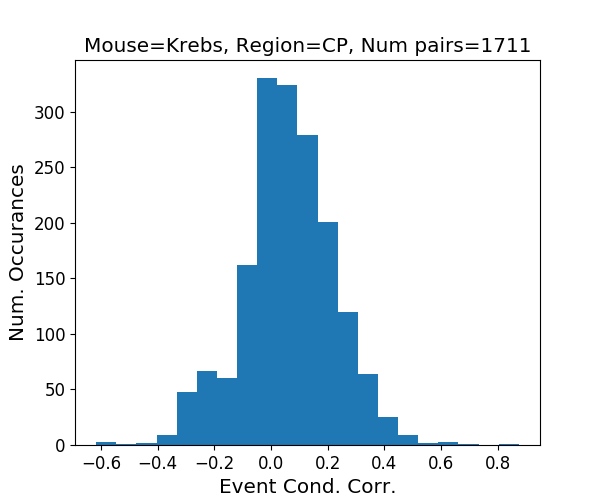 Mouse=Krebs, Region=CP, Num pairs=1711
300
250
200
150
100
50
0
Num. Occurances
−0.6 −0.4 −0.2 0.0 0.2 0.4 0.6 0.8
Event Cond. Corr.